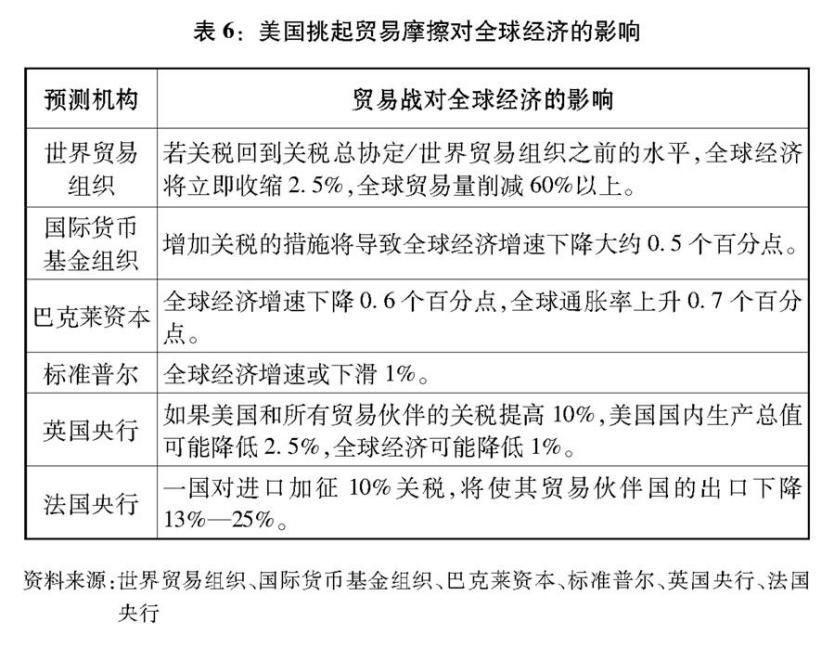 表 6：美国挑起贸易摩擦对全球经济的影响
预测机构
贸易战对全球经济的影响
世界贸易
组织
若关税回到关税总协定/世界贸易组织之前的水平,全球经济
将立即收缩 2. 5%,全球贸易量削减 60%以上。
国际货币
基金组织
增加关税的措施将导致全球经济增速下降大约 0. 5 个百分点。
巴克莱资本
全球经济增速下降 0. 6 个百分点,全球通胀率上升 0. 7 个百分
点。
标准普尔
全球经济增速或下滑 1%。
英国央行
如果美国和所有贸易伙伴的关税提高 10%,美国国内生产总值
可能降低 2. 5%,全球经济可能降低 1%。
法国央行
一国对进口加征 10% 关税,将使其贸易伙伴国的出口下降
13%—25%。
资料来源:世界贸易组织、国际货币基金组织、巴克莱资本、标准普尔、英国央行、法国
央行